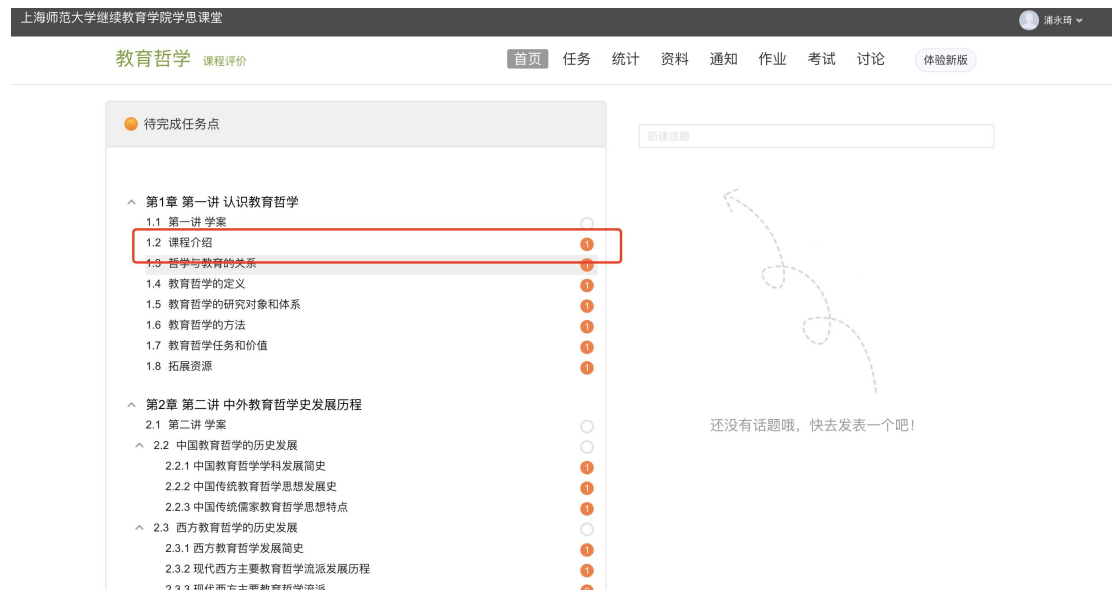 上海师范大学继续教育学院学思课堂
浦永琦
教育哲学 课程评价
首页 任务 统计 资料 通知 作业 考试 讨论 体验新版
待完成任务点
新建话题
第1章 第一讲 认识教育哲学
1.1 第一讲 学案
1.2 课程介绍 1
1.3 哲学与教育的关系 1
1.4 教育哲学的定义 1
1.5 教育哲学的研究对象和体系 1
1.6 教育哲学的方法 1
1.7 教育哲学任务和价值 1
1.8 拓展资源 1
第2章 第二讲 中外教育哲学史发展历程
2.1 第二讲 学案
2.2 中国教育哲学的历史发展
2.2.1 中国教育哲学学科发展简史 1
2.2.2 中国传统教育哲学思想发展史 1
2.2.3 中国传统儒家教育哲学思想特点 1
2.3 西方教育哲学的历史发展
2.3.1 西方教育哲学发展简史 1
2.3.2 现代西方主要教育哲学流派发展历程 1
2.3.3 现代西方主要教育哲学流派
还没有话题哦，快去发表一个吧！